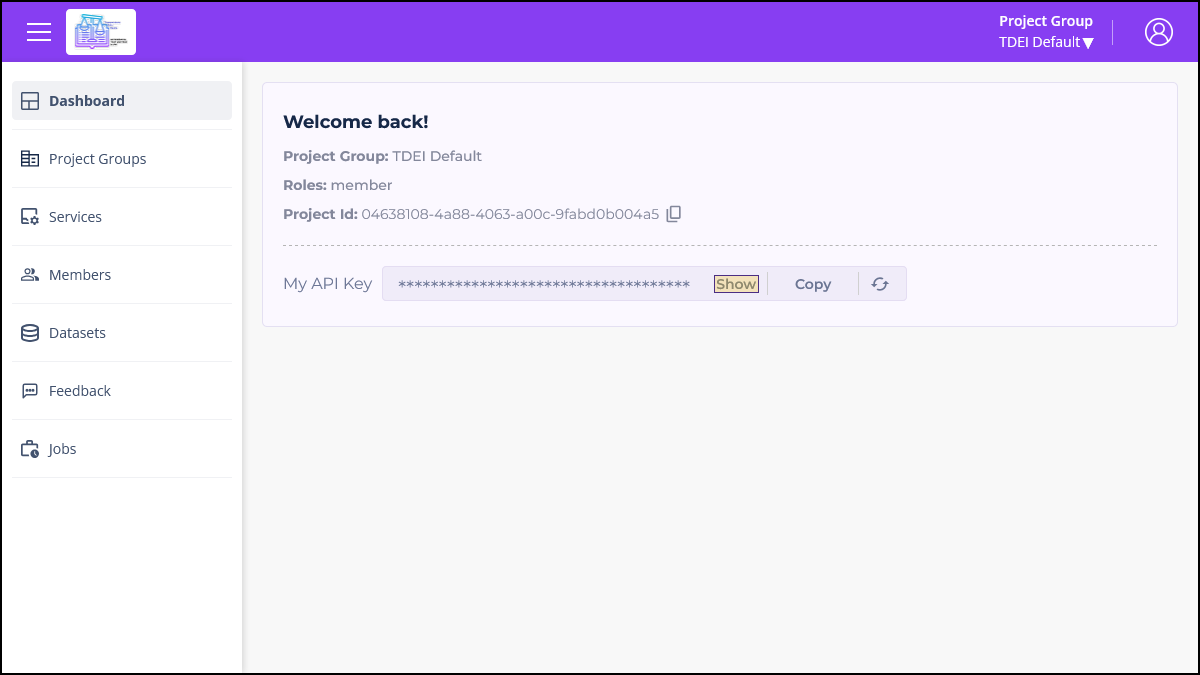 Project Group
TDEI Default ▼
Dashboard
Project Groups
Services
Members
Datasets
Feedback
Jobs
Welcome back!
Project Group: TDEI Default
Roles: member
Project Id: 04638108-4a88-4063-a00c-9fabd0b004a5
My API Key ************************************ Show Copy